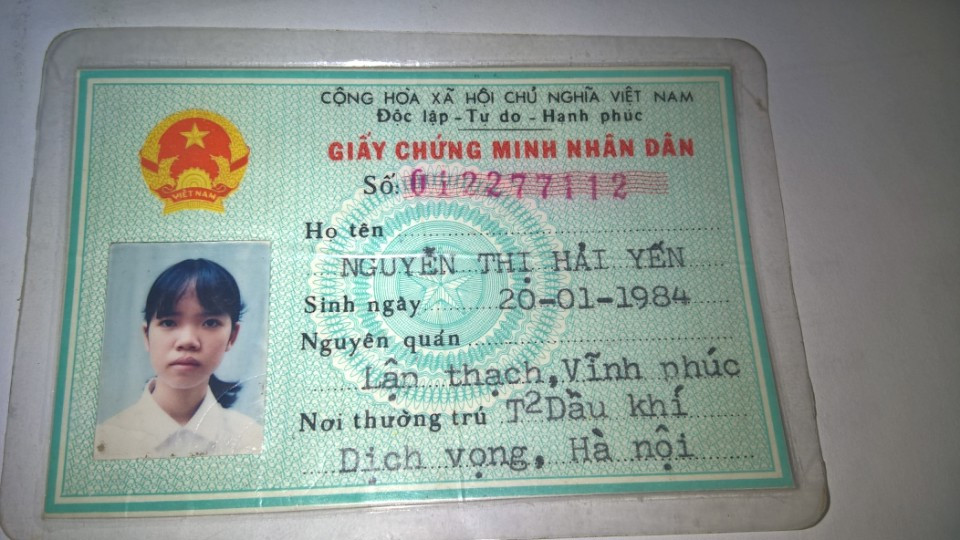 CỘNG HÒA XÃ HỘI CHỦ NGHĨA VIỆT NAM
Độc lập - Tự do - Hạnh phúc
GIẤY CHỨNG MINH NHÂN DÂN
Số: 012277112
VIỆT NAM
Họ tên
NGUYỄN THỊ HẢI YẾN
Sinh ngày 20-01-1984
Nguyên quán
Lận thạch, Vĩnh phúc
Nơi thường trú T2 Dầu khí
Dịch vọng, Hà nội